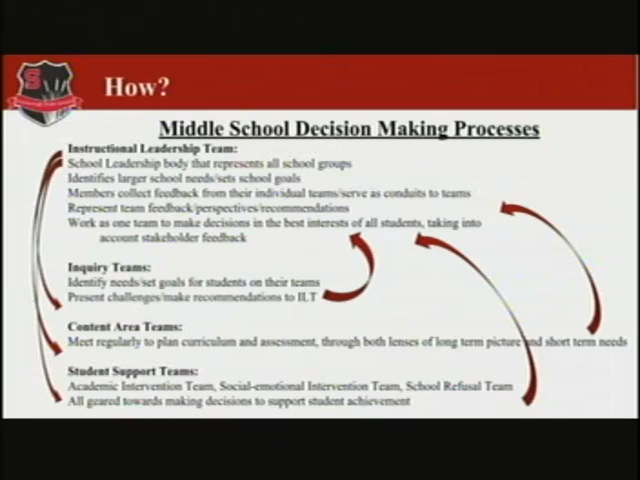 S
How?
Middle School Decision Making Processes
Instructional Leadership Team:
School Leadership body that represents all school groups
Identifies larger school needs/sets school goals
Members collect feedback from their individual teams/serve as conduits to teams
Represent team feedback/perspectives/recommendations
Work as one team to make decisions in the best interests of all students, taking into
account stakeholder feedback
Inquiry Teams:
Identify needs/set goals for students on their teams
Present challenges/make recommendations to ILT
Content Area Teams:
Meet regularly to plan curriculum and assessment, through both lenses of long term picture and short term needs
Student Support Teams:
Academic Intervention Team, Social-emotional Intervention Team, School Refusal Team
All geared towards making decisions to support student achievement